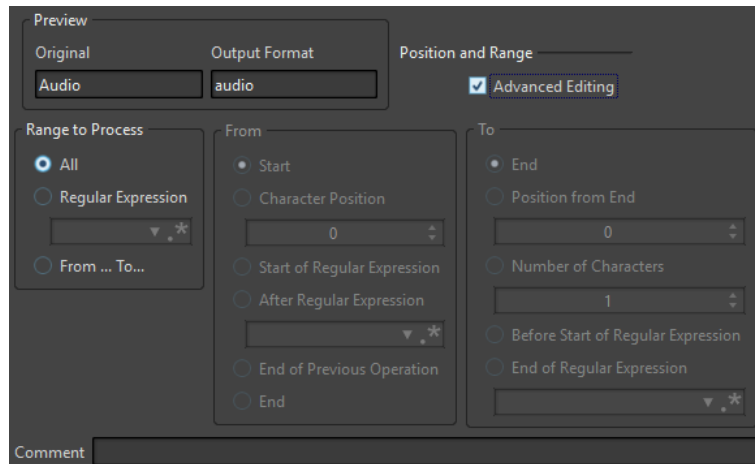 Preview
Original
Output Format
Audio
audio
Position and Range
Advanced Editing
Range to Process
All
Regular Expression
.*
From ... To...
From
Start
Character Position
0
Start of Regular Expression
After Regular Expression
.*
End of Previous Operation
End
To
End
Position from End
0
Number of Characters
1
Before Start of Regular Expression
End of Regular Expression
.*
Comment